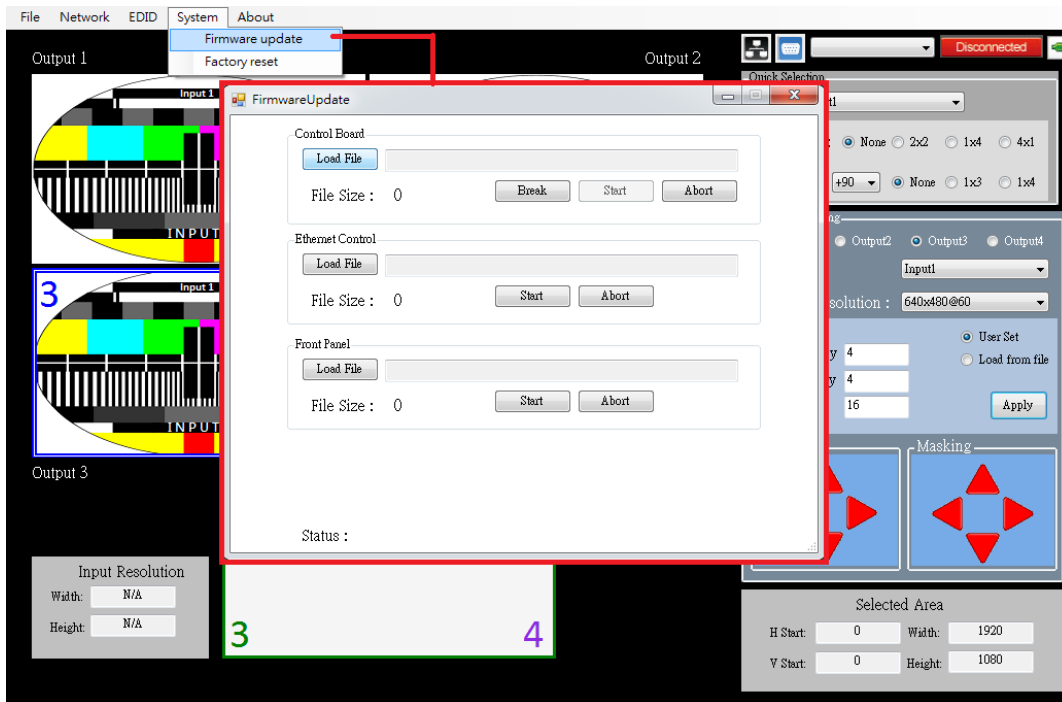 File Network EDID System About
Firmware update
Factory reset
Output 1
Output 2
Disconnected
Quick Selection
Input 1
None 2x2 1x4 4x1
+90 None 1x3 1x4
INPUT
FirmwareUpdate
Control Board
Load File
File Size : 0
Break Start Abort
Ethernet Control
Load File
File Size : 0
Start Abort
Front Panel
Load File
File Size : 0
Start Abort
Status :
Output2 Output3 Output4
Input1
640x480@60
4
User Set
4
Load from file
16
Apply
3
Input 1
INPUT
Output 3
Masking
Input Resolution
Width: N/A
Height: N/A
3 4
Selected Area
H Start: 0 Width: 1920
V Start: 0 Height: 1080